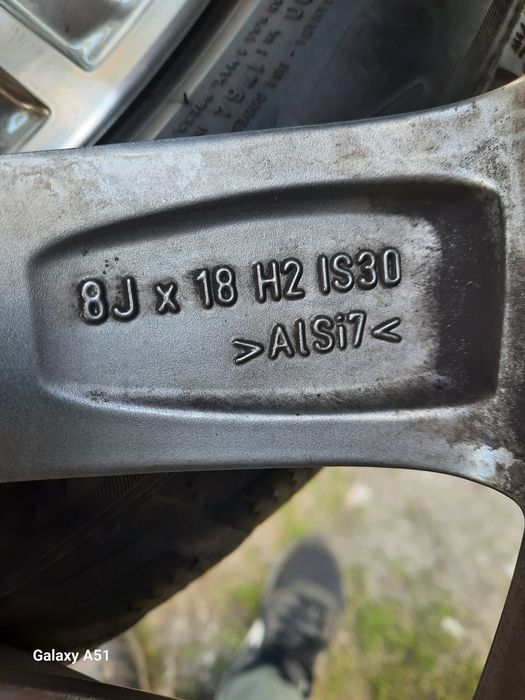 8J x 18 H2 IS30
>AlSi7<
Galaxy A51